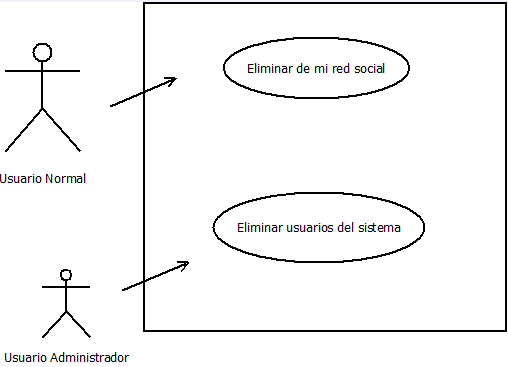 Eliminar de mi red social
Usuario Normal
Eliminar usuarios del sistema
Usuario Administrador